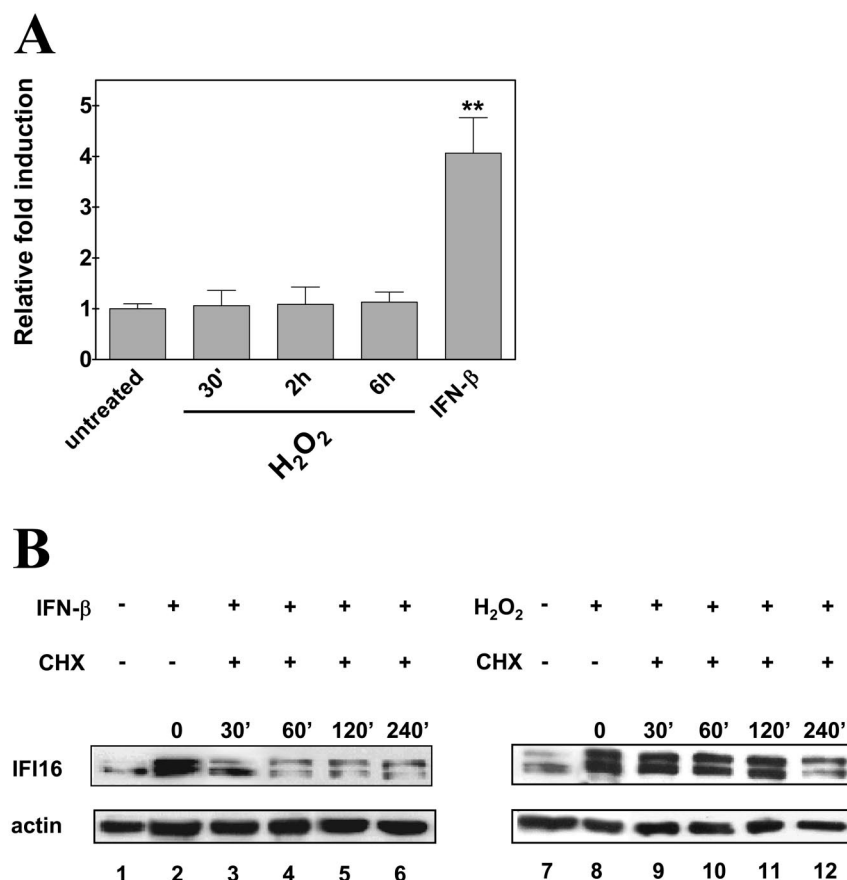 A
Relative fold induction
5
4
3
2
1
0
**
untreated 30' 2h 6h IFN-β
H₂O₂
B
IFN-β - + + + + + H₂O₂ - + + + + +
CHX - - + + + + CHX - - + + + +
0 30’ 60’ 120’ 240’ 0 30’ 60’ 120’ 240’
IFI16
actin
1 2 3 4 5 6 7 8 9 10 11 12